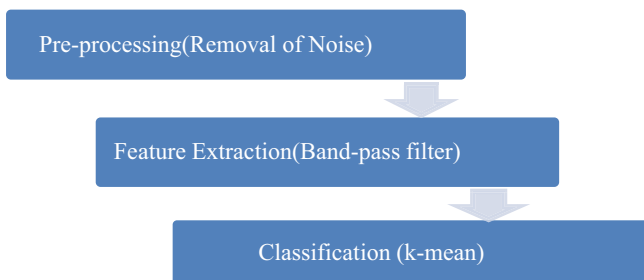 Pre-processing(Removal of Noise)
Feature Extraction(Band-pass filter)
Classification (k-mean)